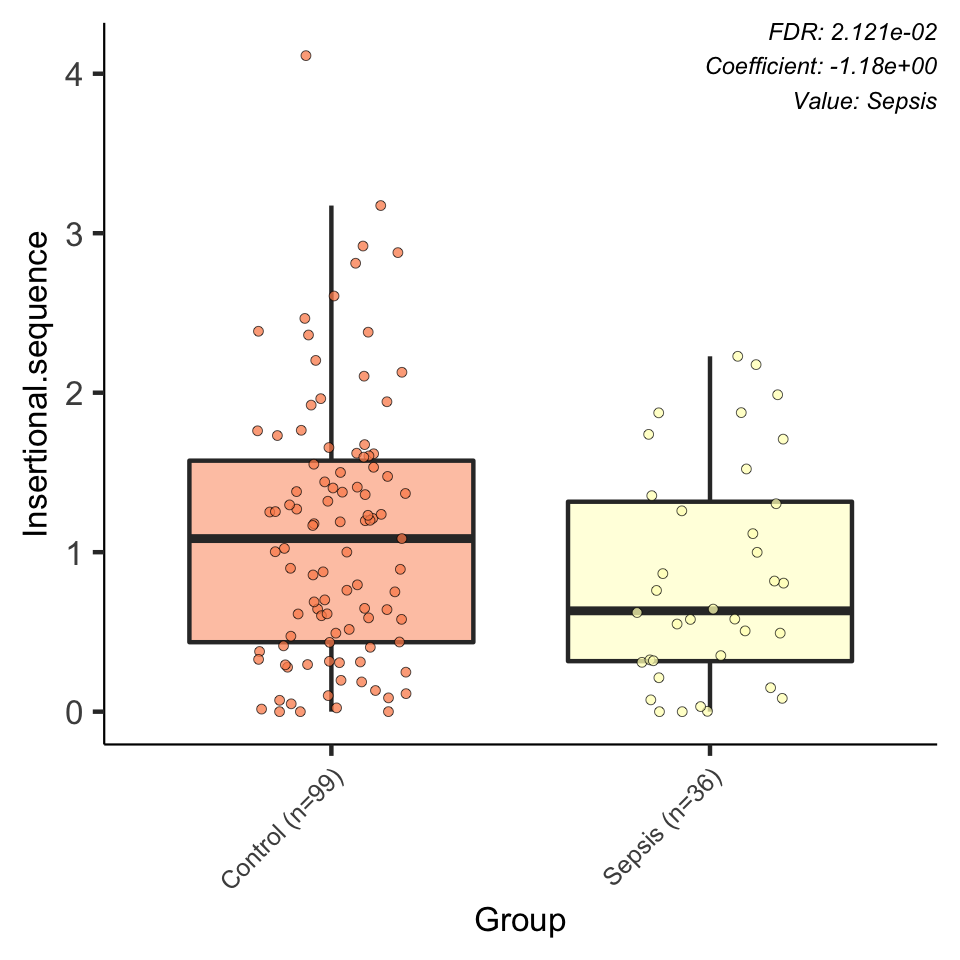 FDR: 2.121e-02
Coefficient: -1.18e+00
Value: Sepsis
Insertional.sequence
4
3
2
1
0
Control (n=99)
Sepsis (n=36)
Group